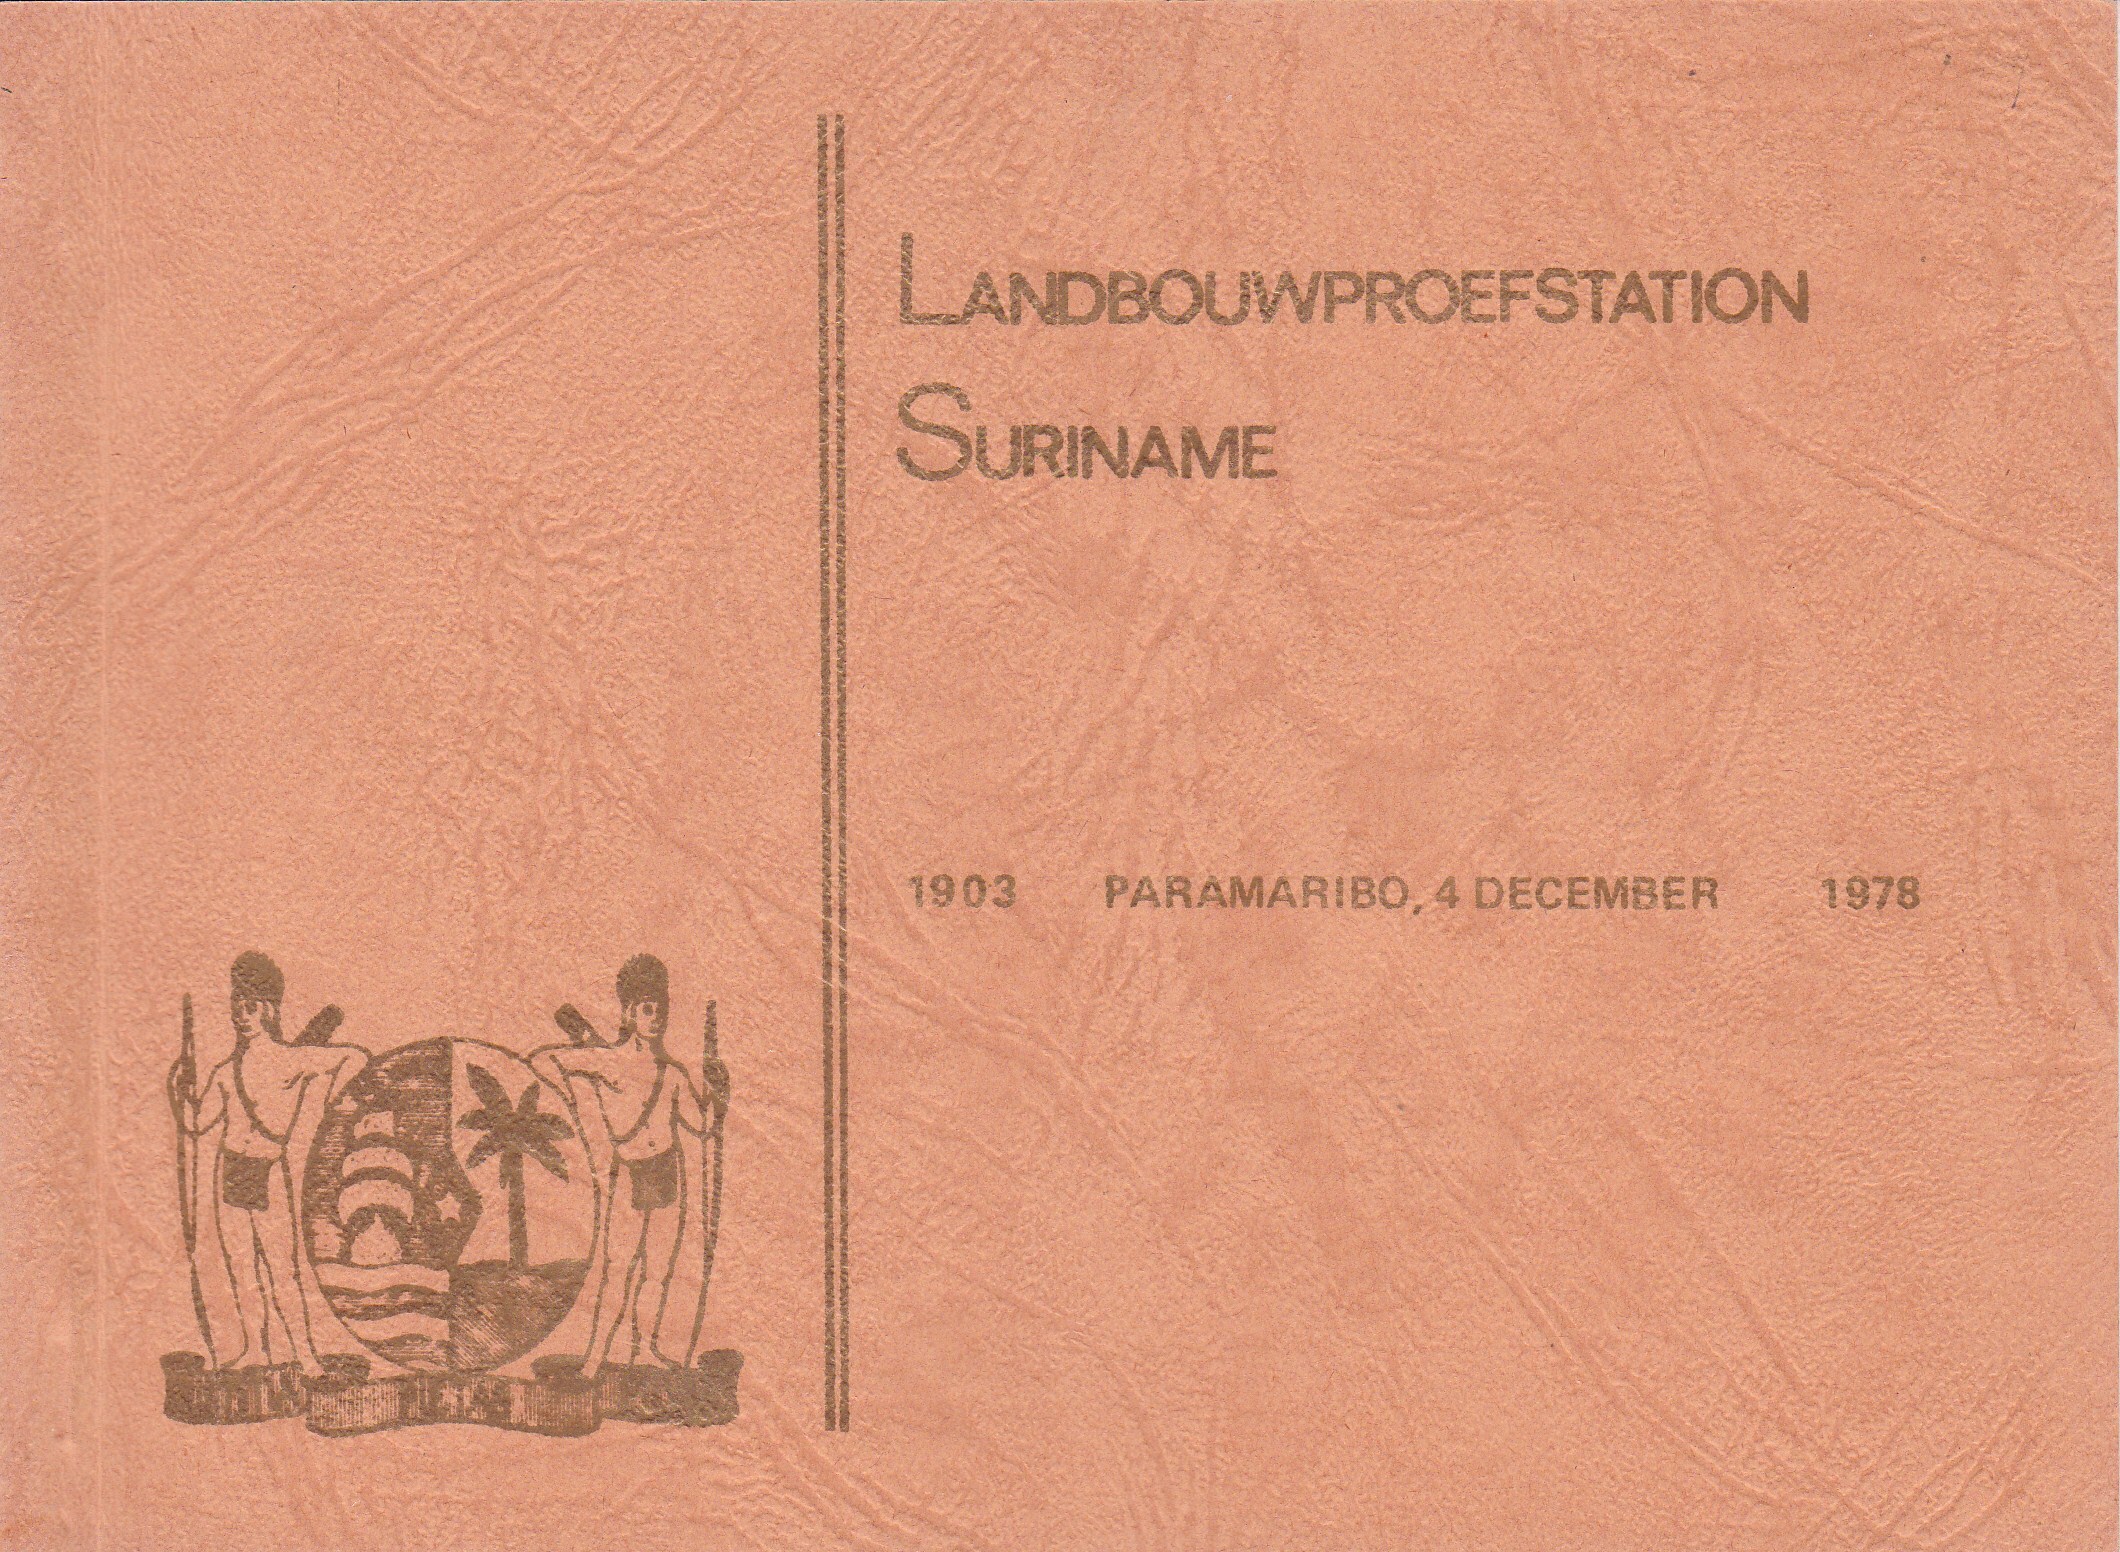 LANDBOUWPROEFSTATION
SURINAME
1903 PARAMARIBO, 4 DECEMBER 1978